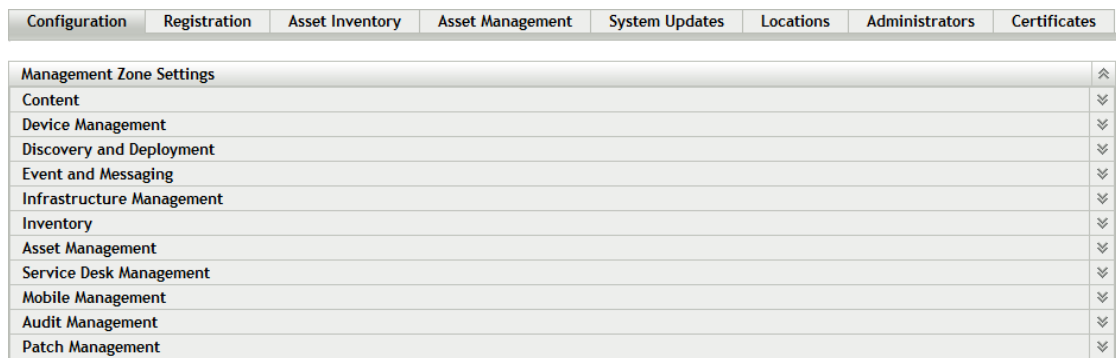 Configuration Registration Asset Inventory Asset Management System Updates Locations Administrators Certificates
Management Zone Settings
Content
Device Management
Discovery and Deployment
Event and Messaging
Infrastructure Management
Inventory
Asset Management
Service Desk Management
Mobile Management
Audit Management
Patch Management